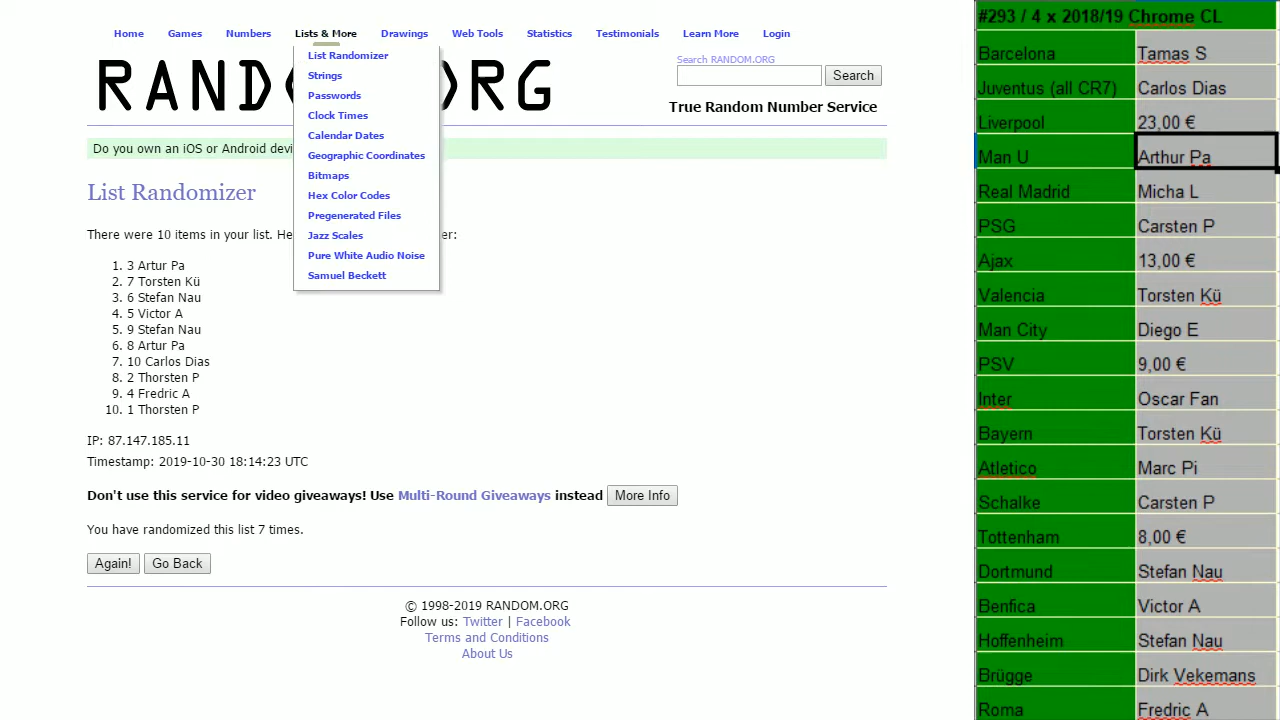 Home Games Numbers Lists & More Drawings Web Tools Statistics Testimonials Learn More Login
List Randomizer
Strings
Passwords
Clock Times
Calendar Dates
Geographic Coordinates
Bitmaps
Hex Color Codes
Pregenerated Files
Jazz Scales
Pure White Audio Noise
Samuel Beckett
RAND ORG
Search RANDOM.ORG
Search
True Random Number Service
Do you own an iOS or Android devi
List Randomizer
There were 10 items in your list. He er:
1. 3 Artur Pa
2. 7 Torsten Kü
3. 6 Stefan Nau
4. 5 Victor A
5. 9 Stefan Nau
6. 8 Artur Pa
7. 10 Carlos Dias
8. 2 Thorsten P
9. 4 Fredric A
10. 1 Thorsten P
IP: 87.147.185.11
Timestamp: 2019-10-30 18:14:23 UTC
Don't use this service for video giveaways! Use Multi-Round Giveaways instead More Info
You have randomized this list 7 times.
Again! Go Back
© 1998-2019 RANDOM.ORG
Follow us: Twitter | Facebook
Terms and Conditions
About Us
#293 / 4 x 2018/19 Chrome CL
Barcelona Tamas S
Juventus (all CR7) Carlos Dias
Liverpool 23,00 €
Man U Arthur Pa
Real Madrid Micha L
PSG Carsten P
Ajax 13,00 €
Valencia Torsten Kü
Man City Diego E
PSV 9,00 €
Inter Oscar Fan
Bayern Torsten Kü
Atletico Marc Pi
Schalke Carsten P
Tottenham 8,00 €
Dortmund Stefan Nau
Benfica Victor A
Hoffenheim Stefan Nau
Brügge Dirk Vekemans
Roma Fredric A